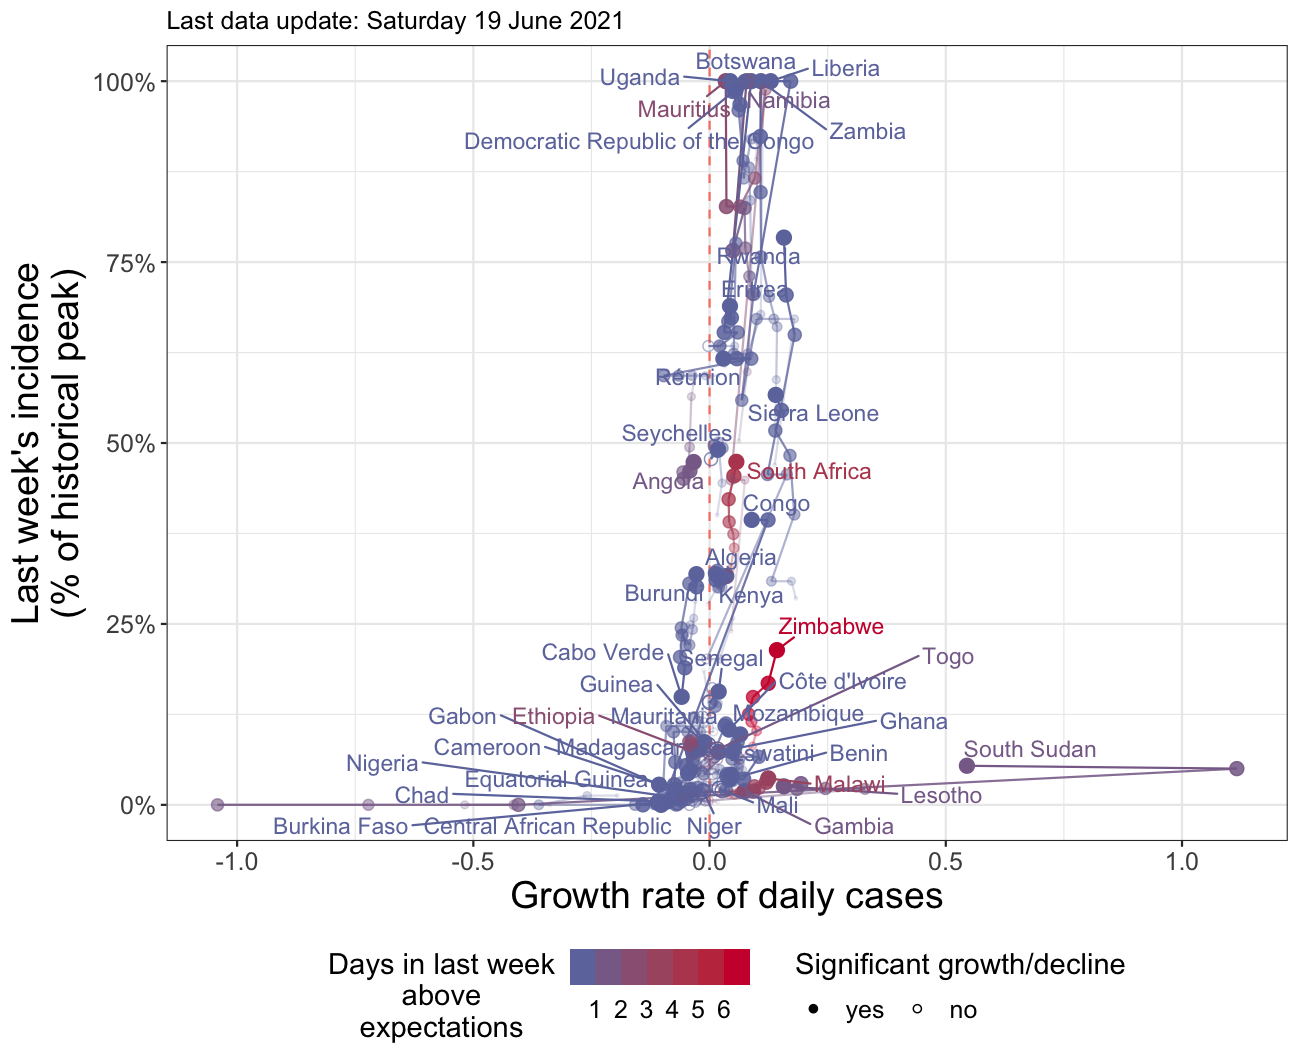 Last data update: Saturday 19 June 2021
Last week's incidence
(% of historical peak)
100%
75%
50%
25%
0%
Botswana
Liberia
Uganda
Mauritius
Namibia
Zambia
Democratic Republic of the Congo
Rwanda
Eritrea
Réunion
Sierra Leone
Seychelles
South Africa
Angola
Congo
Algeria
Burundi
Kenya
Zimbabwe
Cabo Verde
Senegal
Togo
Guinea
Côte d'Ivoire
Gabon
Ethiopia
Mauritania
Mozambique
Ghana
Cameroon
Madagascar
Eswatini
Benin
South Sudan
Nigeria
Equatorial Guinea
Malawi
Chad
Mali
Lesotho
Burkina Faso
Central African Republic
Niger
Gambia
-1.0
-0.5
0.0
0.5
1.0
Growth rate of daily cases
Days in last week
above
expectations
1 2 3 4 5 6
Significant growth/decline
yes
no